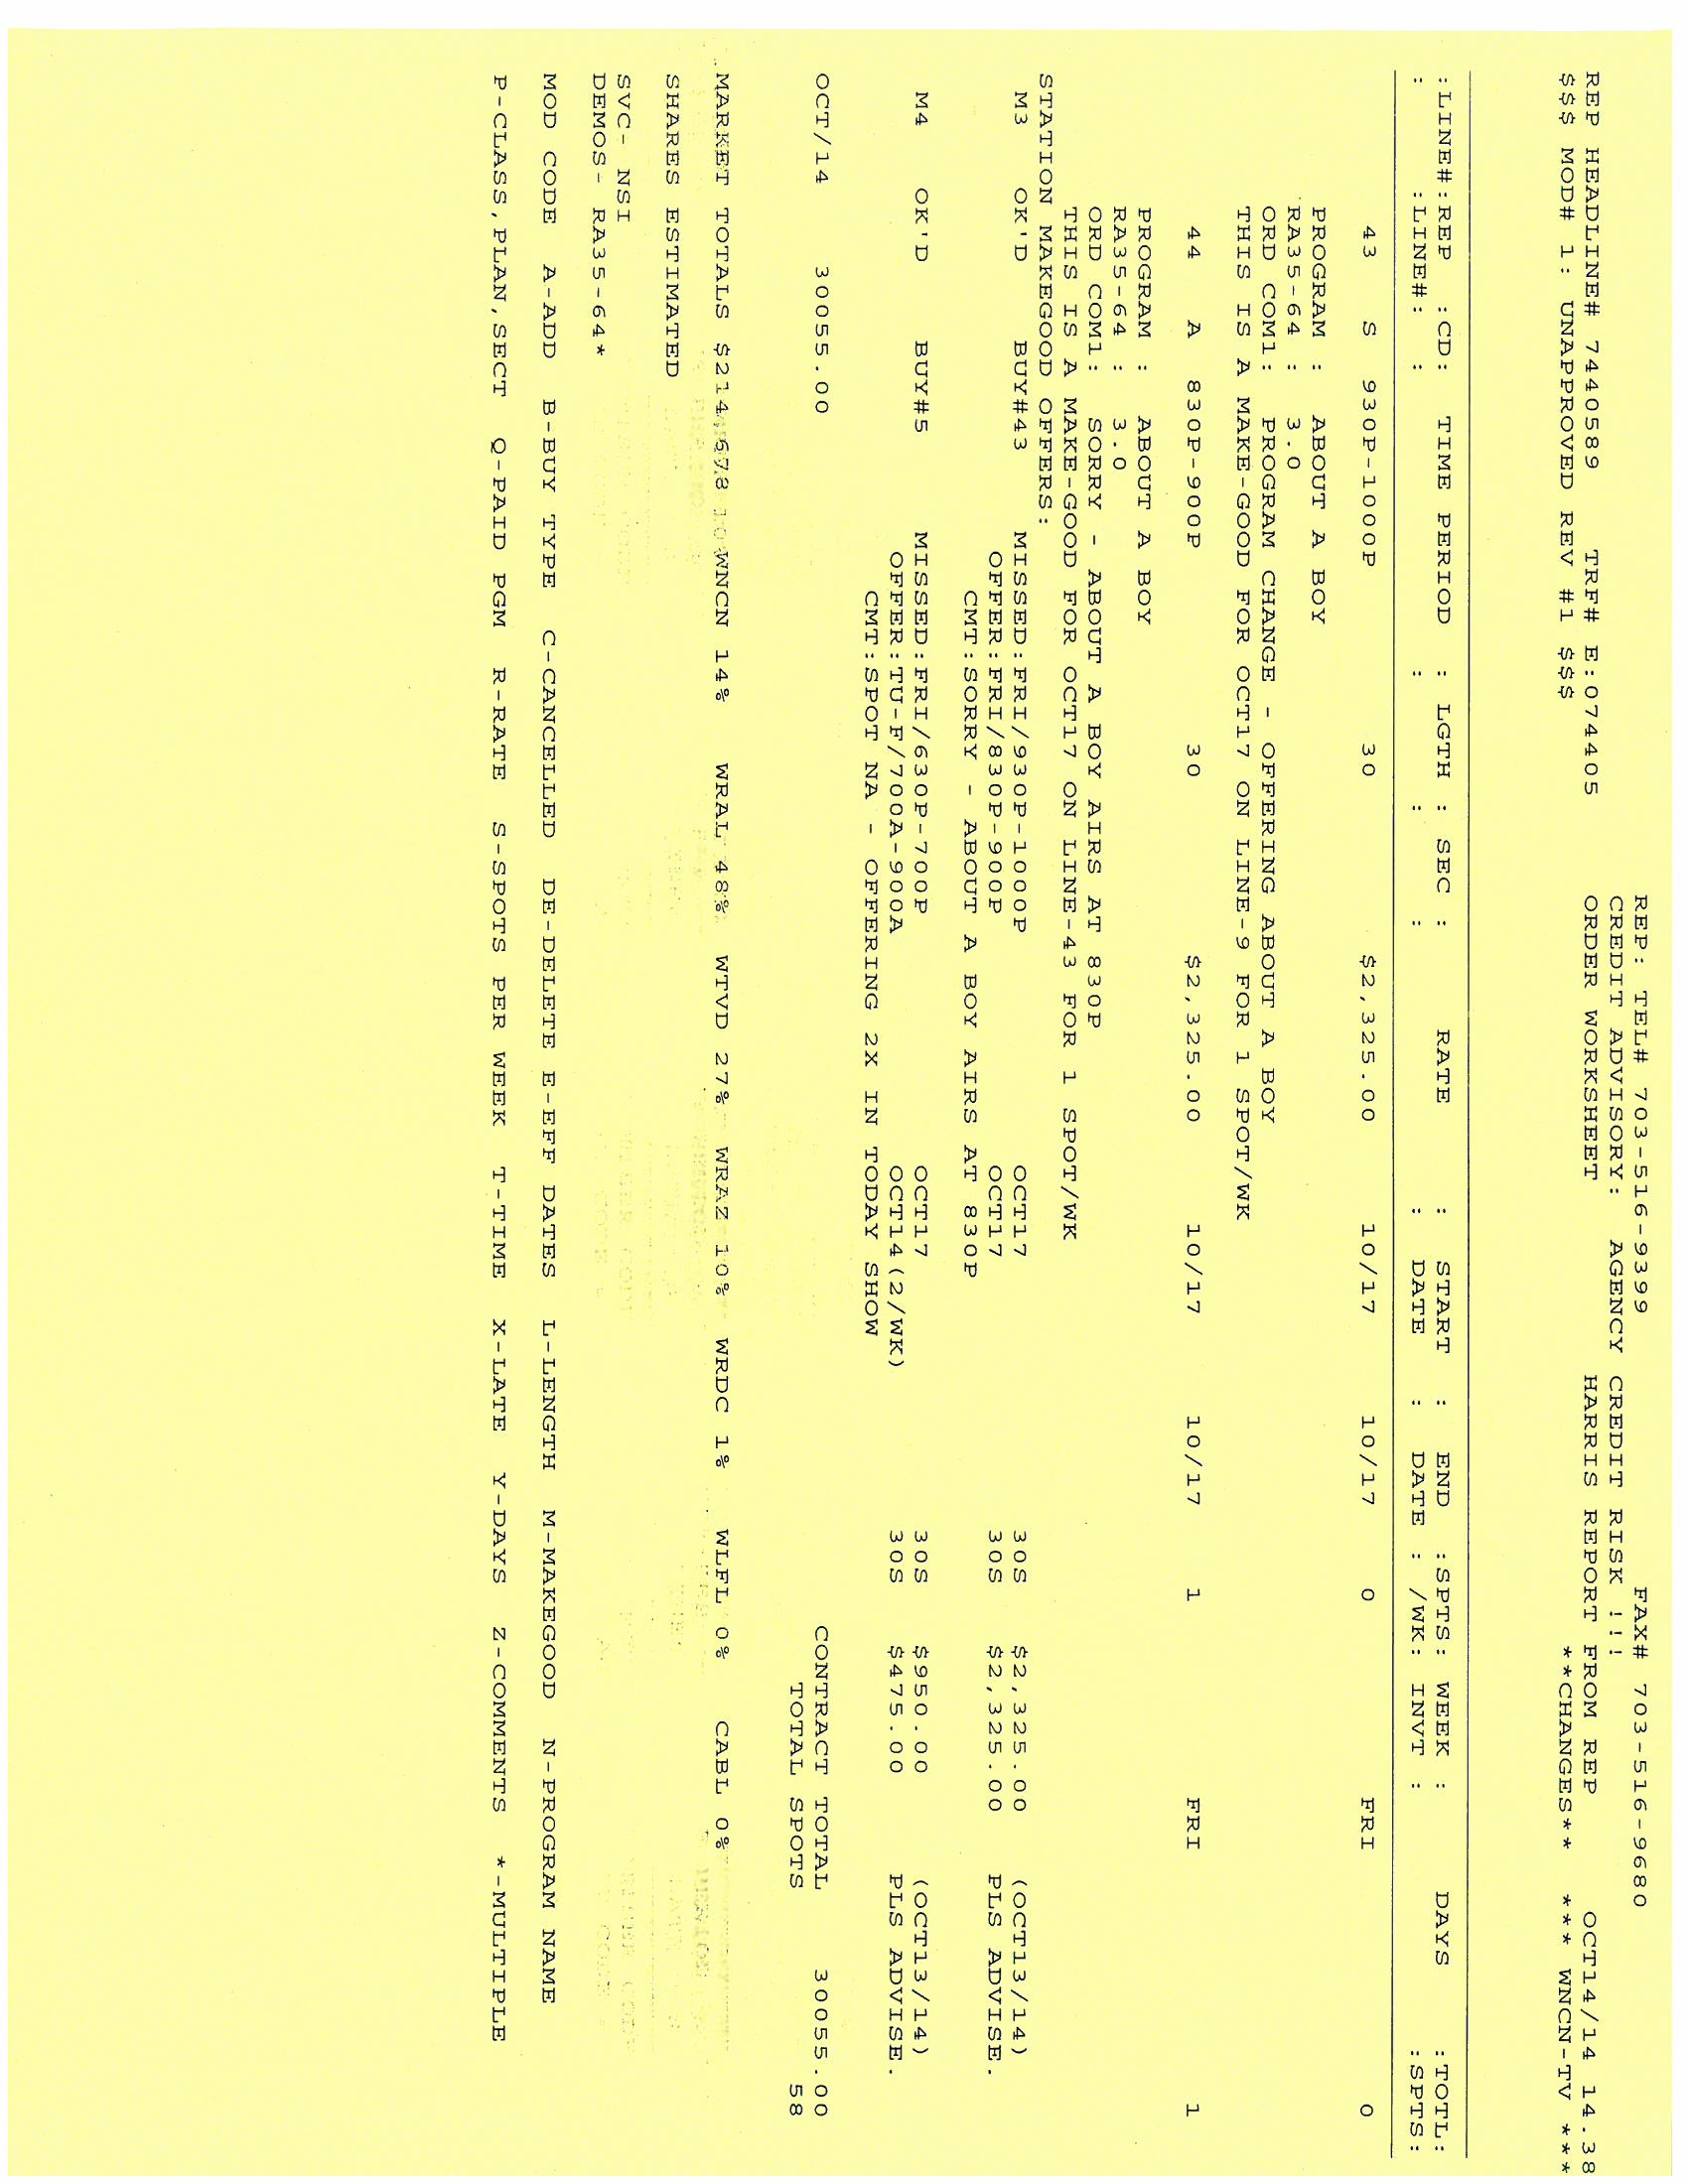 REP: TEL# 703-516-9399 FAX# 703-516-9680
CREDIT ADVISORY: AGENCY CREDIT RISK !!!
REP HEADLINE# 7440589 TRF# E:074405 ORDER WORKSHEET HARRIS REPORT FROM REP OCT14/14 14.38
$$$ MOD# 1: UNAPPROVED REV #1 $$$ **CHANGES** *** WNCN-TV ***
:LINE#:REP :CD: TIME PERIOD : LGTH : SEC : RATE : START : END :SPTS: WEEK : DAYS :TOTL:
: :LINE#: : : : : DATE : DATE : /WK: INVT : :SPTS:
43 S 930P-1000P 30 $2,325.00 10/17 10/17 0 FRI 0
PROGRAM : ABOUT A BOY
RA35-64 : 3.0
ORD COM1: PROGRAM CHANGE - OFFERING ABOUT A BOY
THIS IS A MAKE-GOOD FOR OCT17 ON LINE-9 FOR 1 SPOT/WK
44 A 830P-900P 30 $2,325.00 10/17 10/17 1 FRI 1
PROGRAM : ABOUT A BOY
RA35-64 : 3.0
ORD COM1: SORRY - ABOUT A BOY AIRS AT 830P
THIS IS A MAKE-GOOD FOR OCT17 ON LINE-43 FOR 1 SPOT/WK
STATION MAKEGOOD OFFERS:
M3 OK'D BUY#43 MISSED:FRI/930P-1000P OCT17 30S $2,325.00 (OCT13/14)
OFFER:FRI/830P-900P OCT17 30S $2,325.00 PLS ADVISE.
CMT:SORRY - ABOUT A BOY AIRS AT 830P
M4 OK'D BUY#5 MISSED:FRI/630P-700P OCT17 30S $950.00 (OCT13/14)
OFFER:TU-F/700A-900A OCT14(2/WK) 30S $475.00 PLS ADVISE.
CMT:SPOT NA - OFFERING 2X IN TODAY SHOW
OCT/14 30055.00 CONTRACT TOTAL 30055.00
TOTAL SPOTS 58
MARKET TOTALS $214,678 WNCN 14% WRAL 48% WTVD 27% WRAZ 10% WRDC 1% WLFL 0% CABL 0%
SHARES ESTIMATED
SVC- NSI
DEMOS- RA35-64*
MOD CODE A-ADD B-BUY TYPE C-CANCELLED DE-DELETE E-EFF DATES L-LENGTH M-MAKEGOOD N-PROGRAM NAME
P-CLASS,PLAN,SECT Q-PAID PGM R-RATE S-SPOTS PER WEEK T-TIME X-LATE Y-DAYS Z-COMMENTS *-MULTIPLE